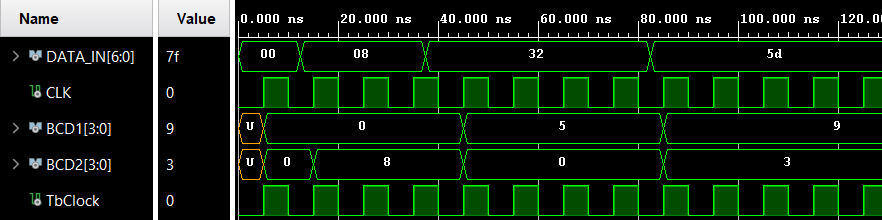 Name Value 0.000 ns 20.000 ns 40.000 ns 60.000 ns 80.000 ns 100.000 ns 120.000
DATA_IN[6:0] 7f 00 08 32 5d
CLK 0
BCD1[3:0] 9 U 0 5 9
BCD2[3:0] 3 U 0 8 0 3
TbClock 0